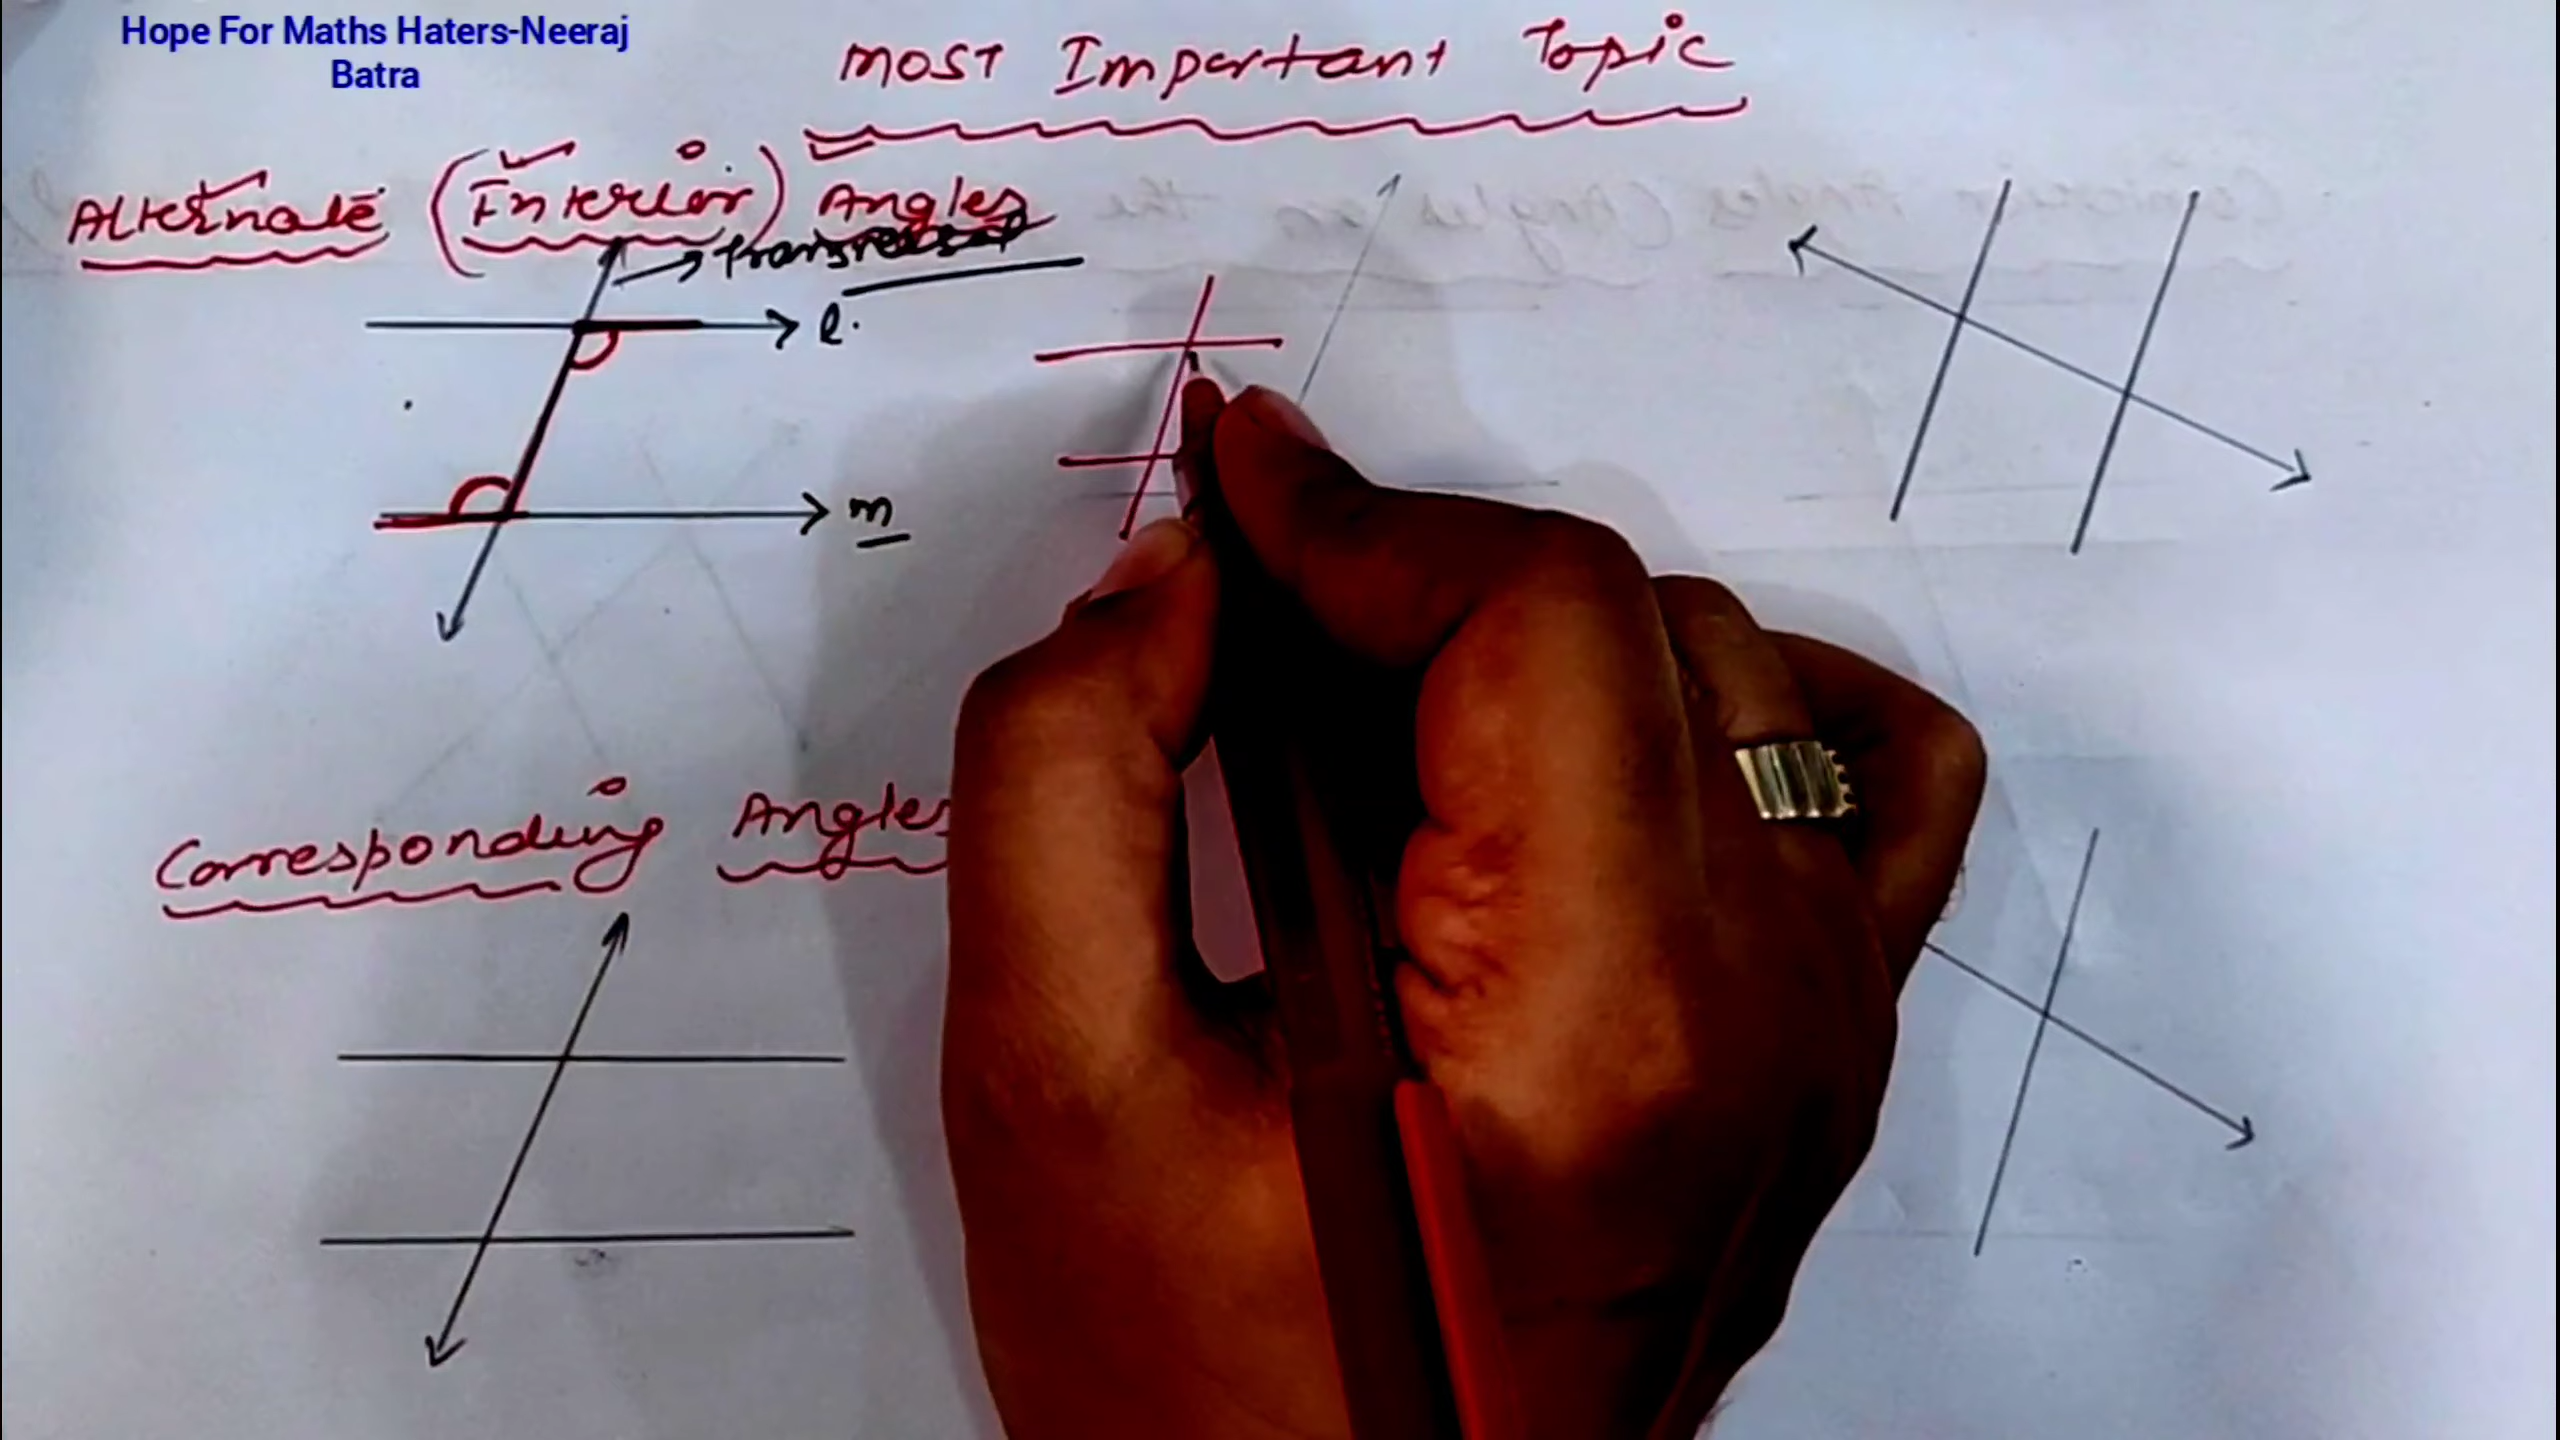 Hope For Maths Haters-Neeraj
Batra
MOST Important Topic
Alternate (Interior) Angles
transversal
l.
m
Corresponding Angles